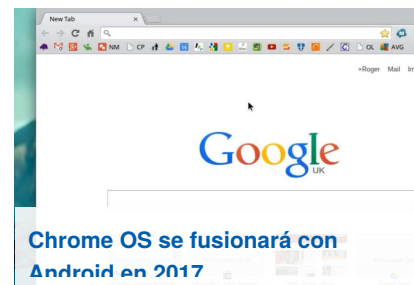 New Tab
NM CP OL AVG
+Roger Mail
Google
UK
Chrome OS se fusionará con
Android en 2017